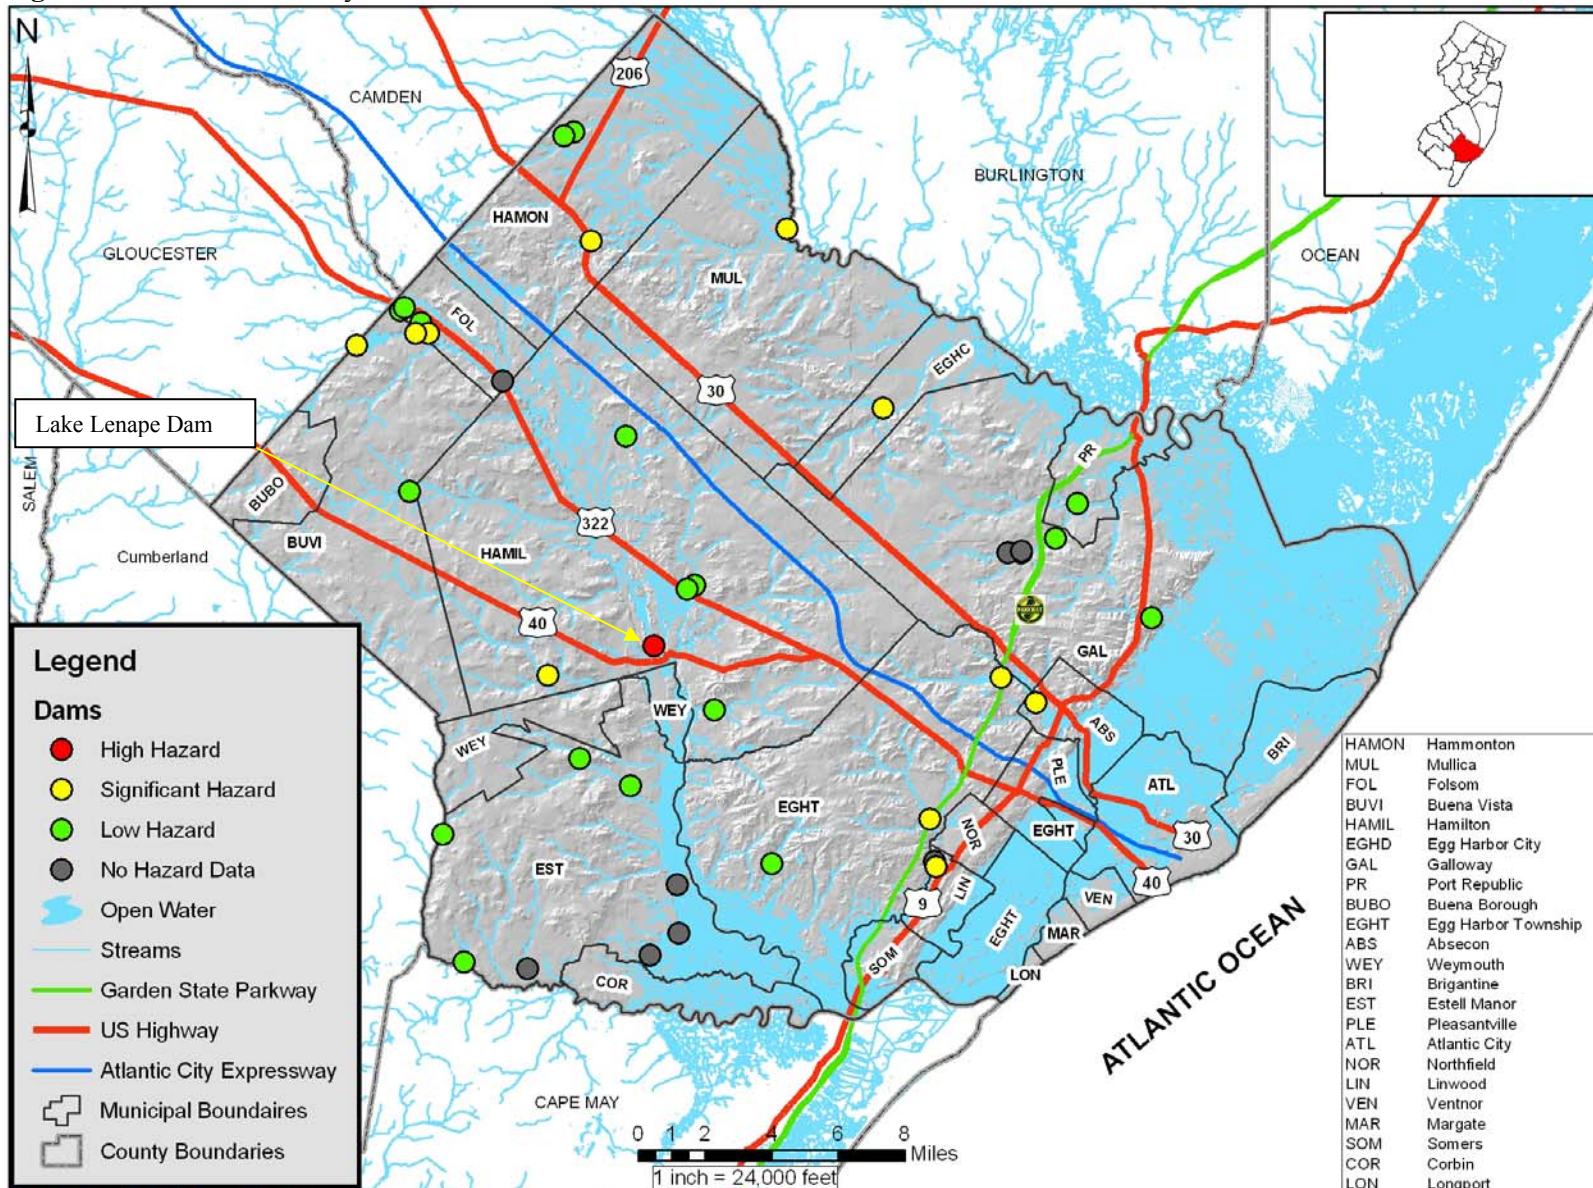 N
CAMDEN
BURLINGTON
GLOUCESTER
OCEAN
206
HAMON
MUL
FOL
EGHC
30
Lake Lenape Dam
SALEM
BUBO
PR
322
BUVI
HAMIL
Cumberland
40
GAL
WEY
WEY
ABS
BRI
PLE
ATL
EGHT
NOR
EGHT
30
EST
40
LIN
VEN
9
EGHT
MAR
SOM
LON
COR
ATLANTIC OCEAN
CAPE MAY
Legend
Dams
High Hazard
Significant Hazard
Low Hazard
No Hazard Data
Open Water
Streams
Garden State Parkway
US Highway
Atlantic City Expressway
Municipal Boundaires
County Boundaries
0 1 2 4 6 8
Miles
1 inch = 24,000 feet
HAMON Hammonton
MUL Mullica
FOL Folsom
BUVI Buena Vista
HAMIL Hamilton
EGHD Egg Harbor City
GAL Galloway
PR Port Republic
BUBO Buena Borough
EGHT Egg Harbor Township
ABS Absecon
WEY Weymouth
BRI Brigantine
EST Estell Manor
PLE Pleasantville
ATL Atlantic City
NOR Northfield
LIN Linwood
VEN Ventnor
MAR Margate
SOM Somers
COR Corbin
LON Longport